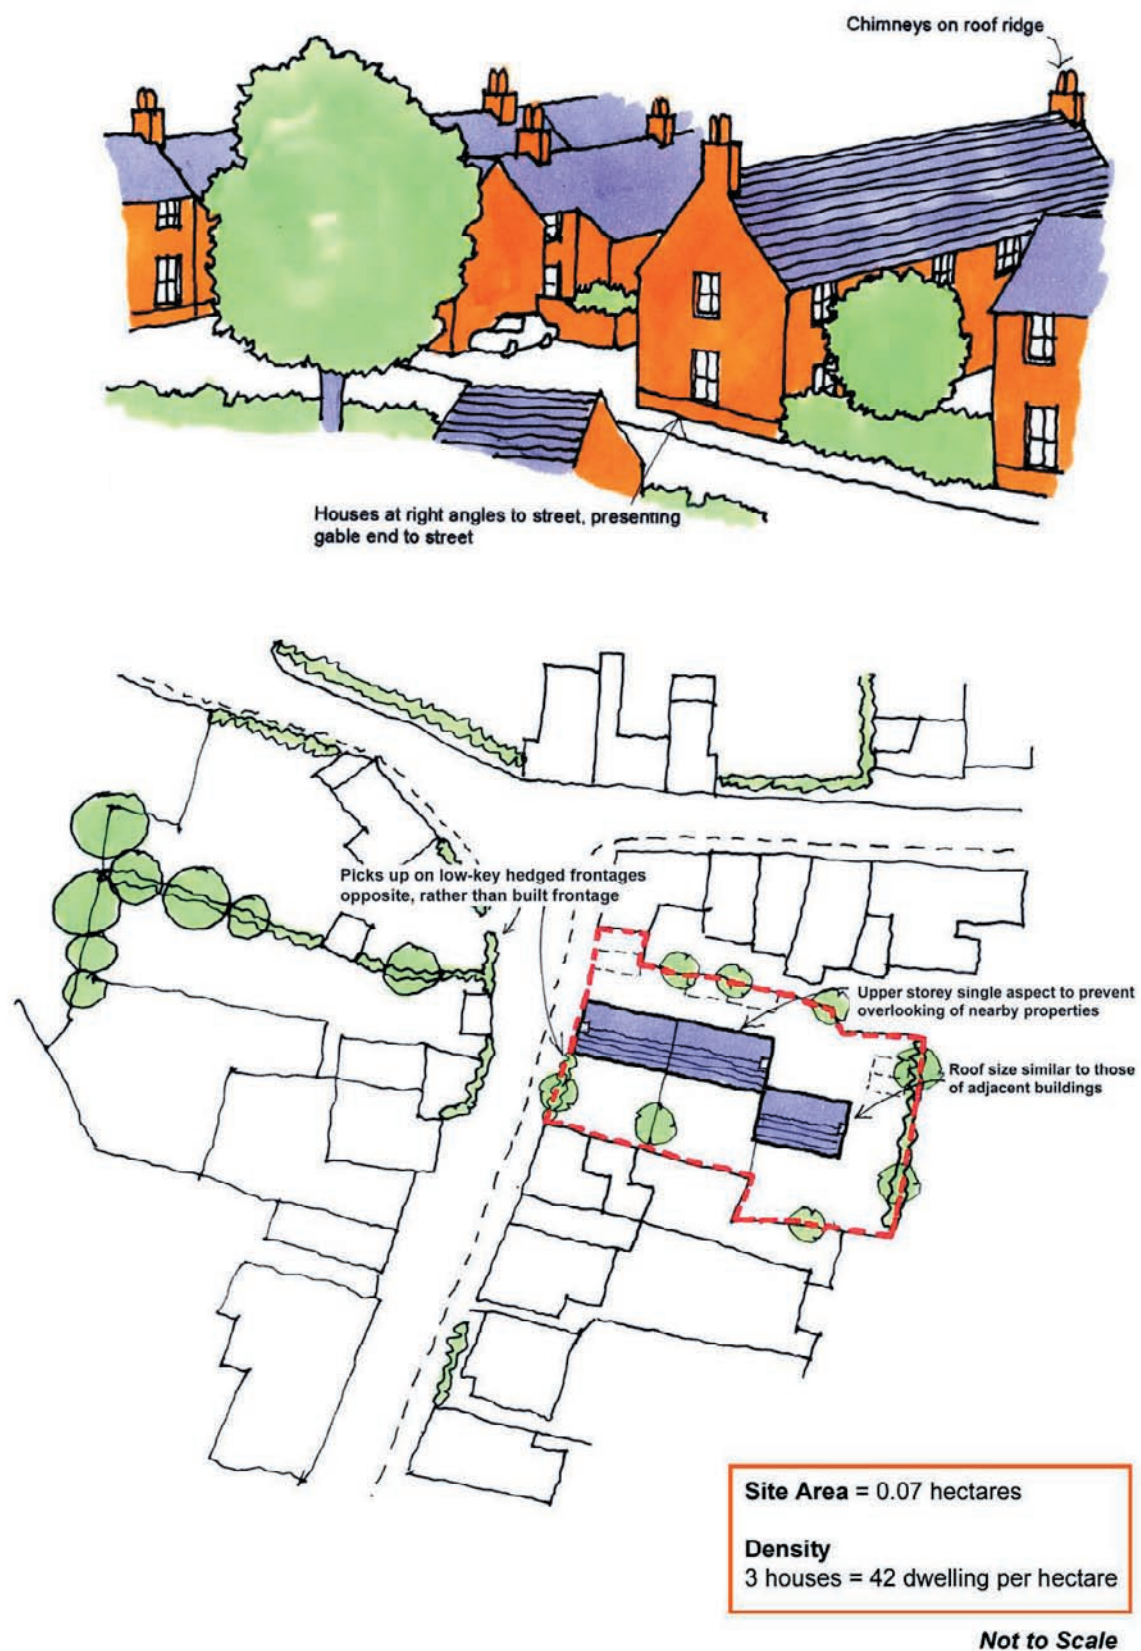 Chimneys on roof ridge
Houses at right angles to street, presenting
gable end to street
Picks up on low-key hedged frontages
opposite, rather than built frontage
Upper storey single aspect to prevent
overlooking of nearby properties
Roof size similar to those
of adjacent buildings
Site Area = 0.07 hectares
Density
3 houses = 42 dwelling per hectare
Not to Scale